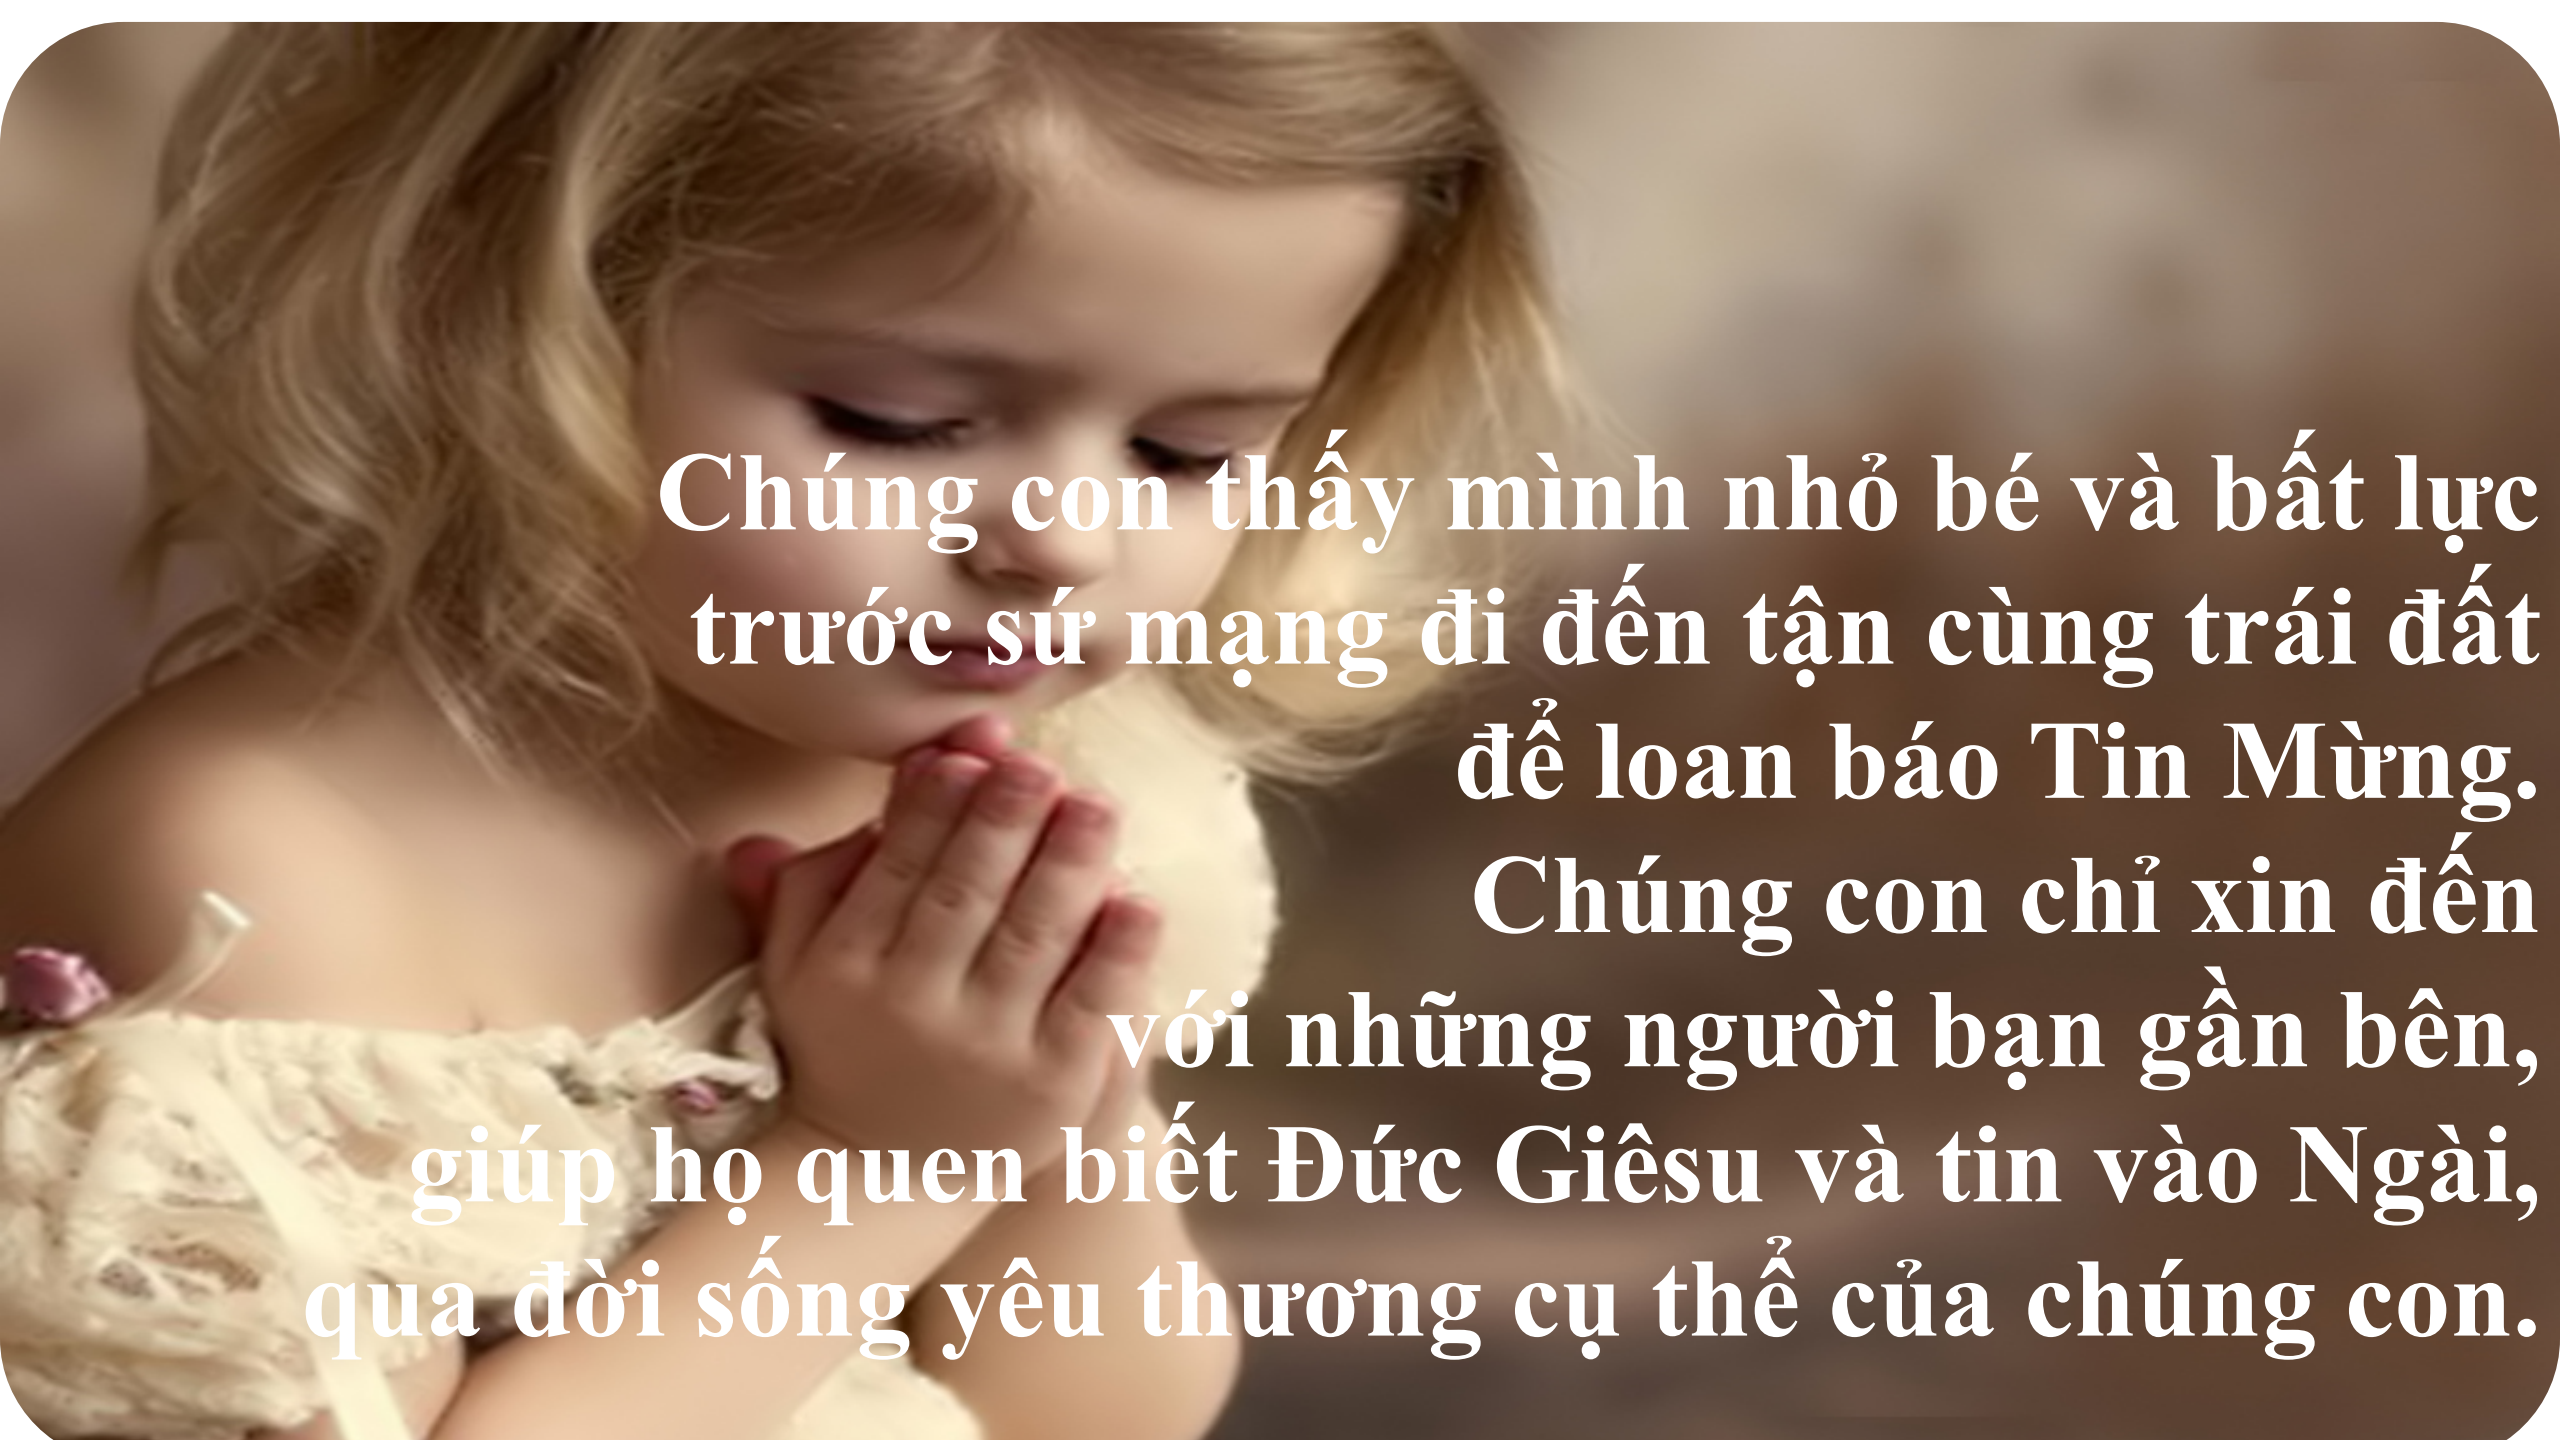 Chúng con thấy mình nhỏ bé và bất lực
trước sứ mạng đi đến tận cùng trái đất
để loan báo Tin Mừng.
Chúng con chỉ xin đến
với những người bạn gần bên,
giúp họ quen biết Đức Giêsu và tin vào Ngài,
qua đời sống yêu thương cụ thể của chúng con.